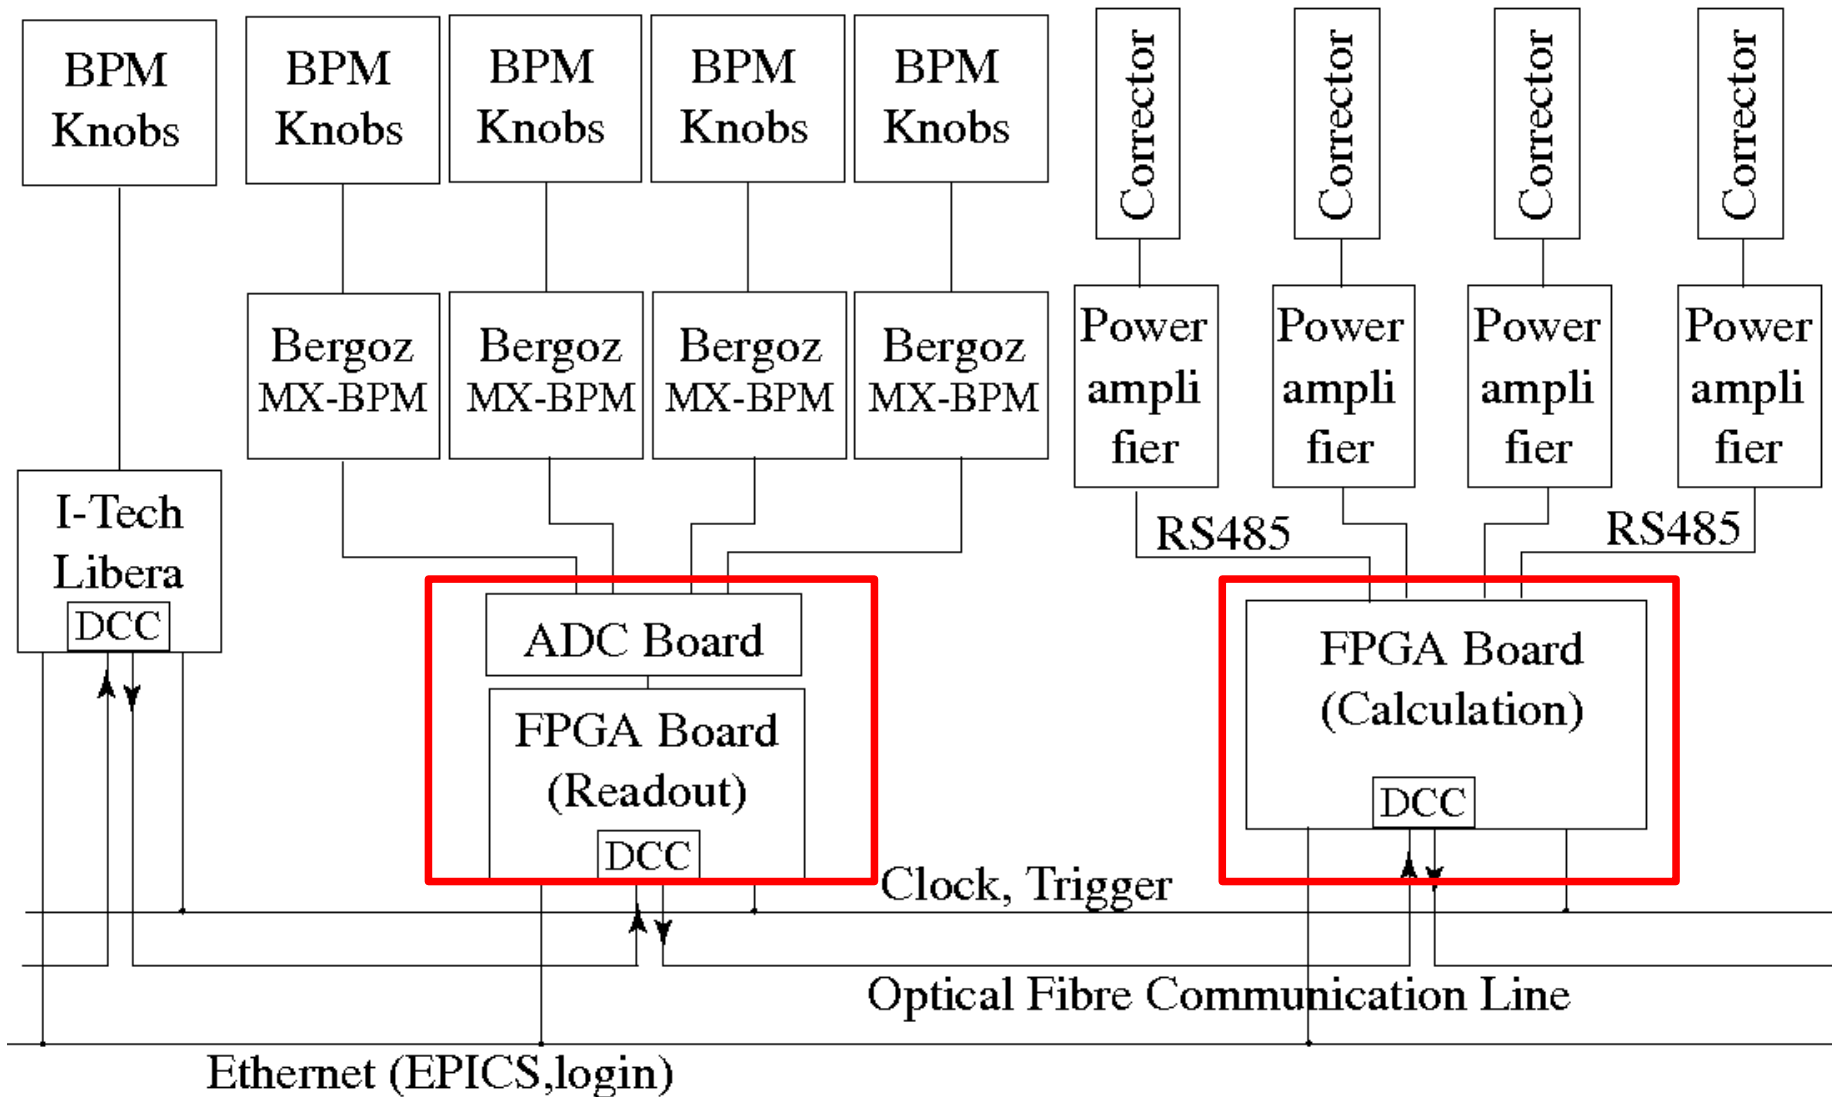 BPM
Knobs
BPM
Knobs
BPM
Knobs
BPM
Knobs
BPM
Knobs
Corrector
Corrector
Corrector
Corrector
Bergoz
MX-BPM
Bergoz
MX-BPM
Bergoz
MX-BPM
Bergoz
MX-BPM
Power
ampli
fier
Power
ampli
fier
Power
ampli
fier
Power
ampli
fier
I-Tech
Libera
DCC
RS485
RS485
ADC Board
FPGA Board
(Readout)
DCC
FPGA Board
(Calculation)
DCC
Clock, Trigger
Optical Fibre Communication Line
Ethernet (EPICS,login)